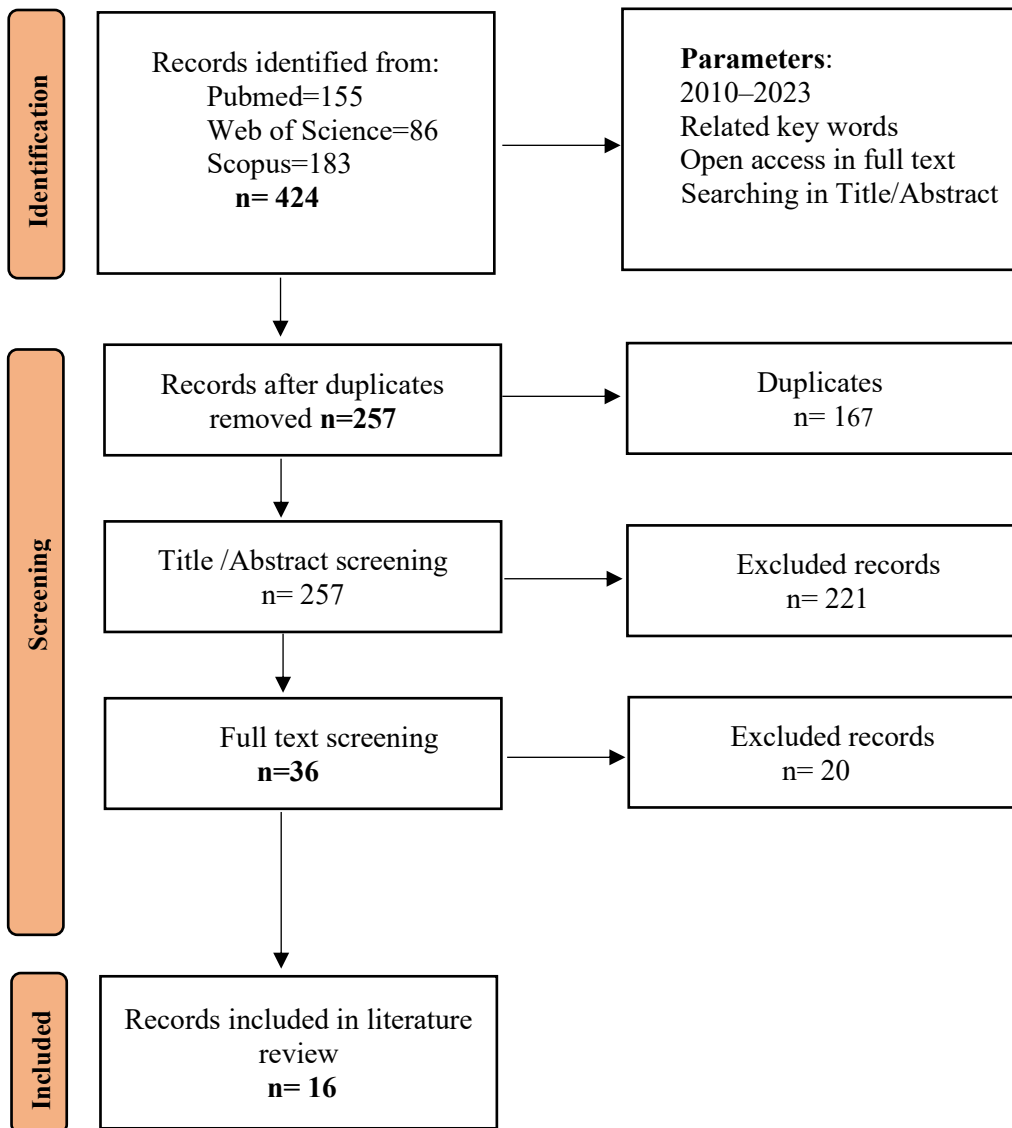 Identification
Records identified from:
Pubmed=155
Web of Science=86
Scopus=183
n= 424
Parameters:
2010–2023
Related key words
Open access in full text
Searching in Title/Abstract
Screening
Records after duplicates
removed n=257
Duplicates
n= 167
Title /Abstract screening
n= 257
Excluded records
n= 221
Full text screening
n=36
Excluded records
n= 20
Included
Records included in literature
review
n= 16